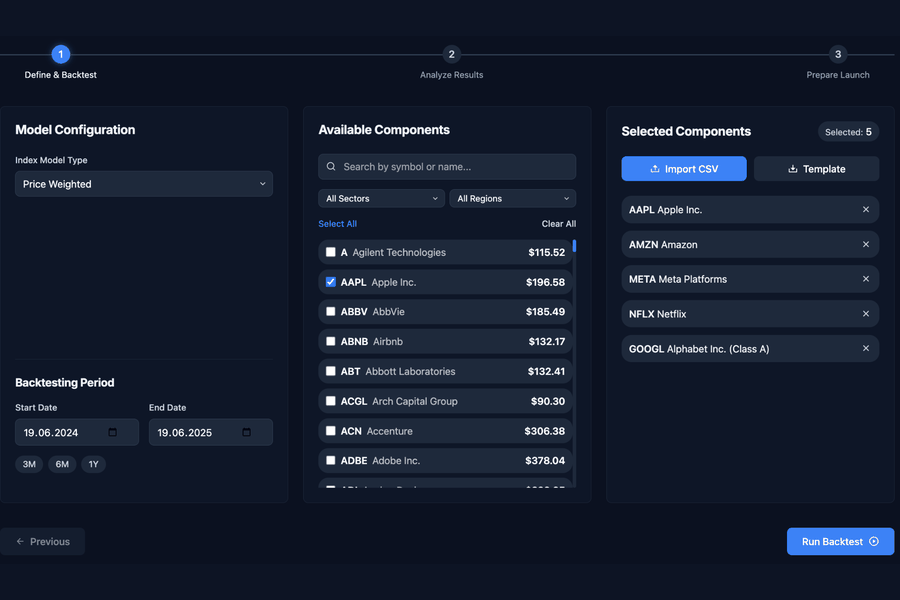 1
Define & Backtest
2
Analyze Results
3
Prepare Launch
Model Configuration
Index Model Type
Price Weighted
Backtesting Period
Start Date
End Date
19.06.2024
19.06.2025
3M
6M
1Y
Available Components
Search by symbol or name...
All Sectors
All Regions
Select All
Clear All
A Agilent Technologies $115.52
AAPL Apple Inc. $196.58
ABBV AbbVie $185.49
ABNB Airbnb $132.17
ABT Abbott Laboratories $132.41
ACGL Arch Capital Group $90.30
ACN Accenture $306.38
ADBE Adobe Inc. $378.04
Selected Components
Selected: 5
Import CSV
Template
AAPL Apple Inc.
AMZN Amazon
META Meta Platforms
NFLX Netflix
GOOGL Alphabet Inc. (Class A)
Previous
Run Backtest